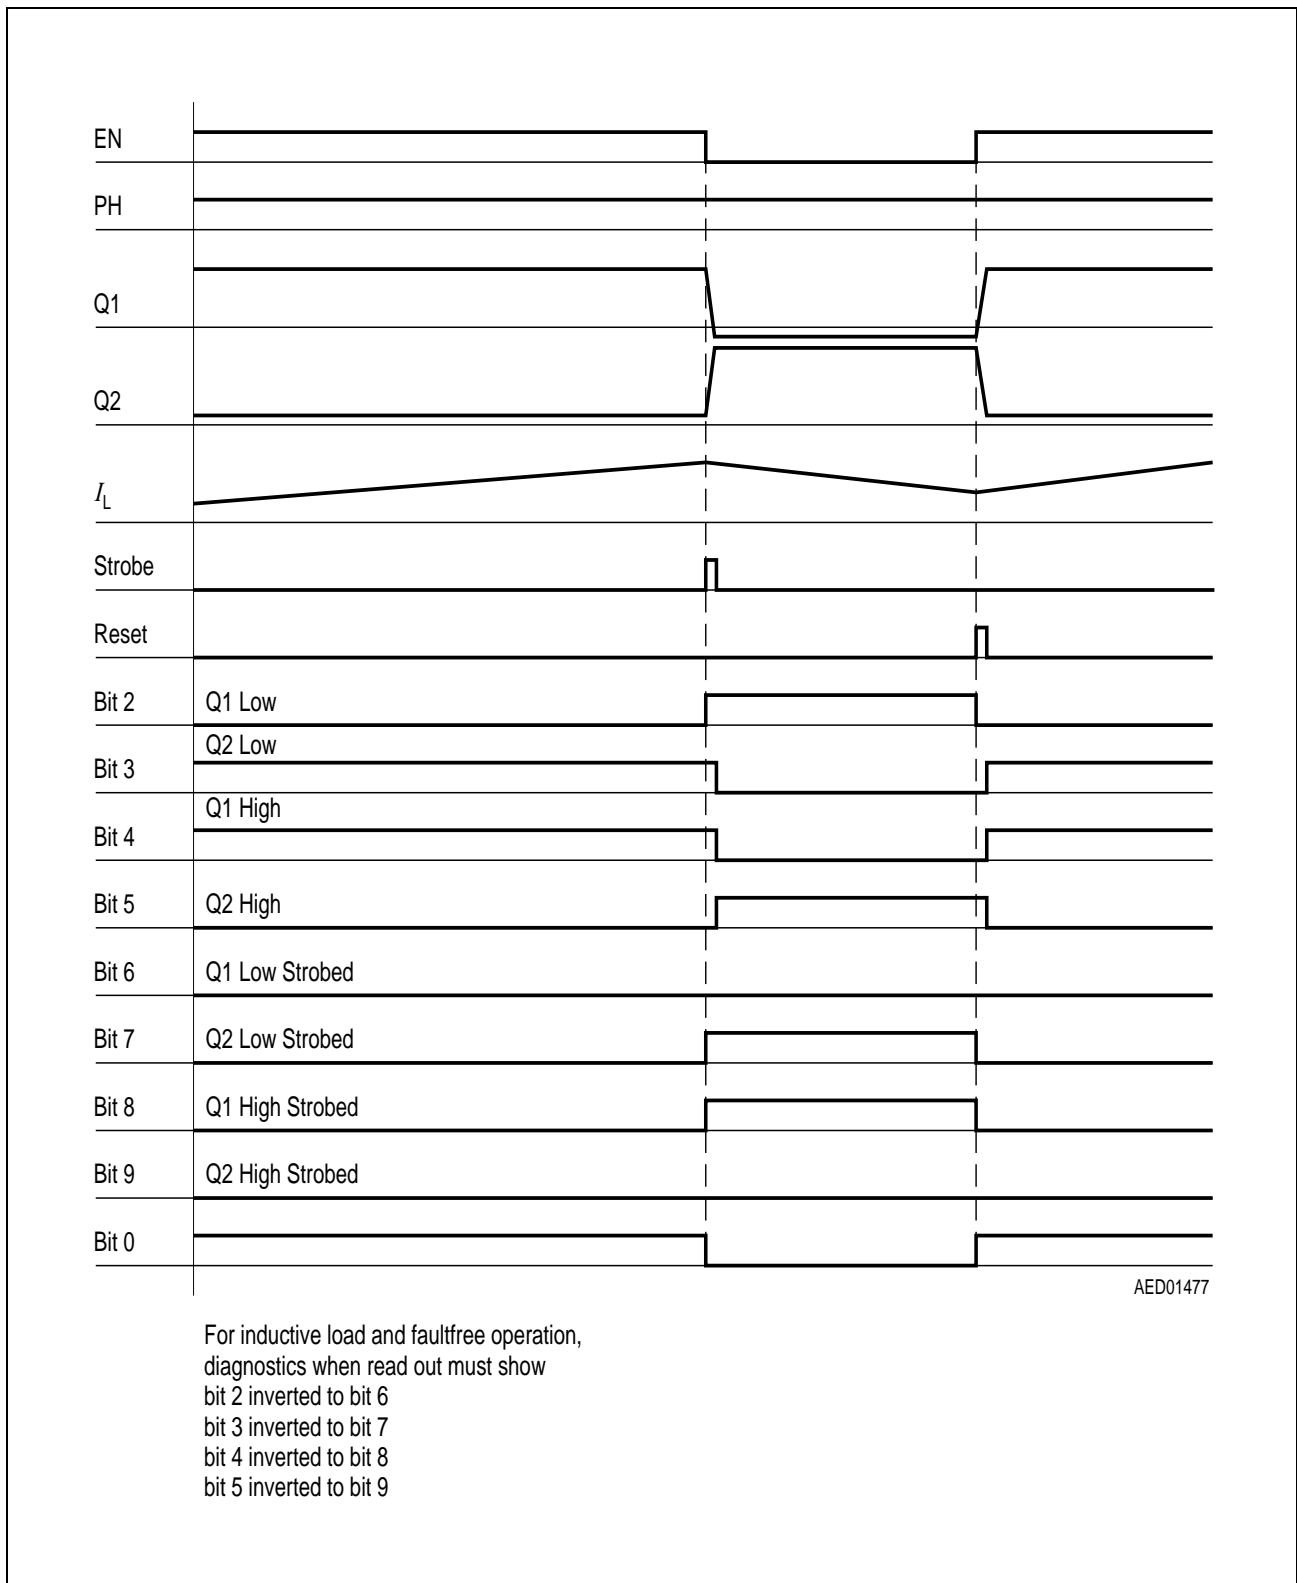 EN
PH
Q1
Q2
IL
Strobe
Reset
Bit 2 Q1 Low
Q2 Low
Bit 3
Q1 High
Bit 4
Bit 5 Q2 High
Bit 6 Q1 Low Strobed
Bit 7 Q2 Low Strobed
Bit 8 Q1 High Strobed
Bit 9 Q2 High Strobed
Bit 0
AED01477
For inductive load and faultfree operation,
diagnostics when read out must show
bit 2 inverted to bit 6
bit 3 inverted to bit 7
bit 4 inverted to bit 8
bit 5 inverted to bit 9